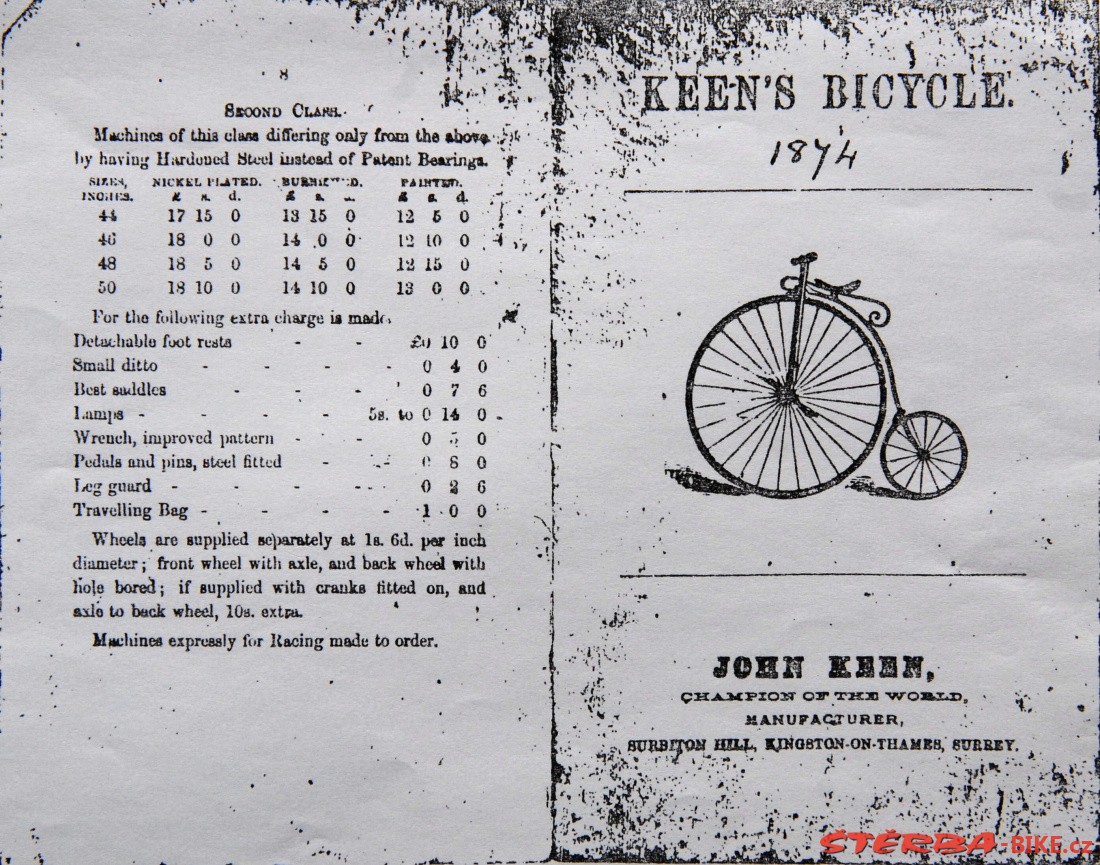 8
SECOND CLASS.
Machines of this class differing only from the above
by having Hardened Steel instead of Patent Bearings.
SIZES, NICKEL PLATED. PAINTED.
INCHES. £ s. d. £ s. £ s. d.
44 17 15 0 13 15 0 12 5 0
46 18 0 0 14 0 0 12 10 0
48 18 5 0 14 5 0 12 15 0
50 18 10 0 14 10 0 13 0 0
For the following extra charge is made
Detachable foot rests - - £0 10 0
Small ditto - - - - - 0 4 0
Best saddles - - - - 0 7 6
Lamps - - - - 5s. to 0 14 0
Wrench, improved pattern - - - 0 0
Pedals and pins, steel fitted - - 0 8 0
Leg guard - - - - - 0 2 6
Travelling Bag - - - - - 1 0 0
Wheels are supplied separately at 1s. 6d. per inch
diameter; front wheel with axle, and back wheel with
hole bored; if supplied with cranks fitted on, and
axle to back wheel, 10s. extra.
Machines expressly for Racing made to order.
KEEN'S BICYCLE.
1874
JOHN KEEN,
CHAMPION OF THE WORLD,
MANUFACTURER,
SURBITON HILL, KINGSTON-ON-THAMES, SURREY.
ŠTĚRBA-BIKE.cz